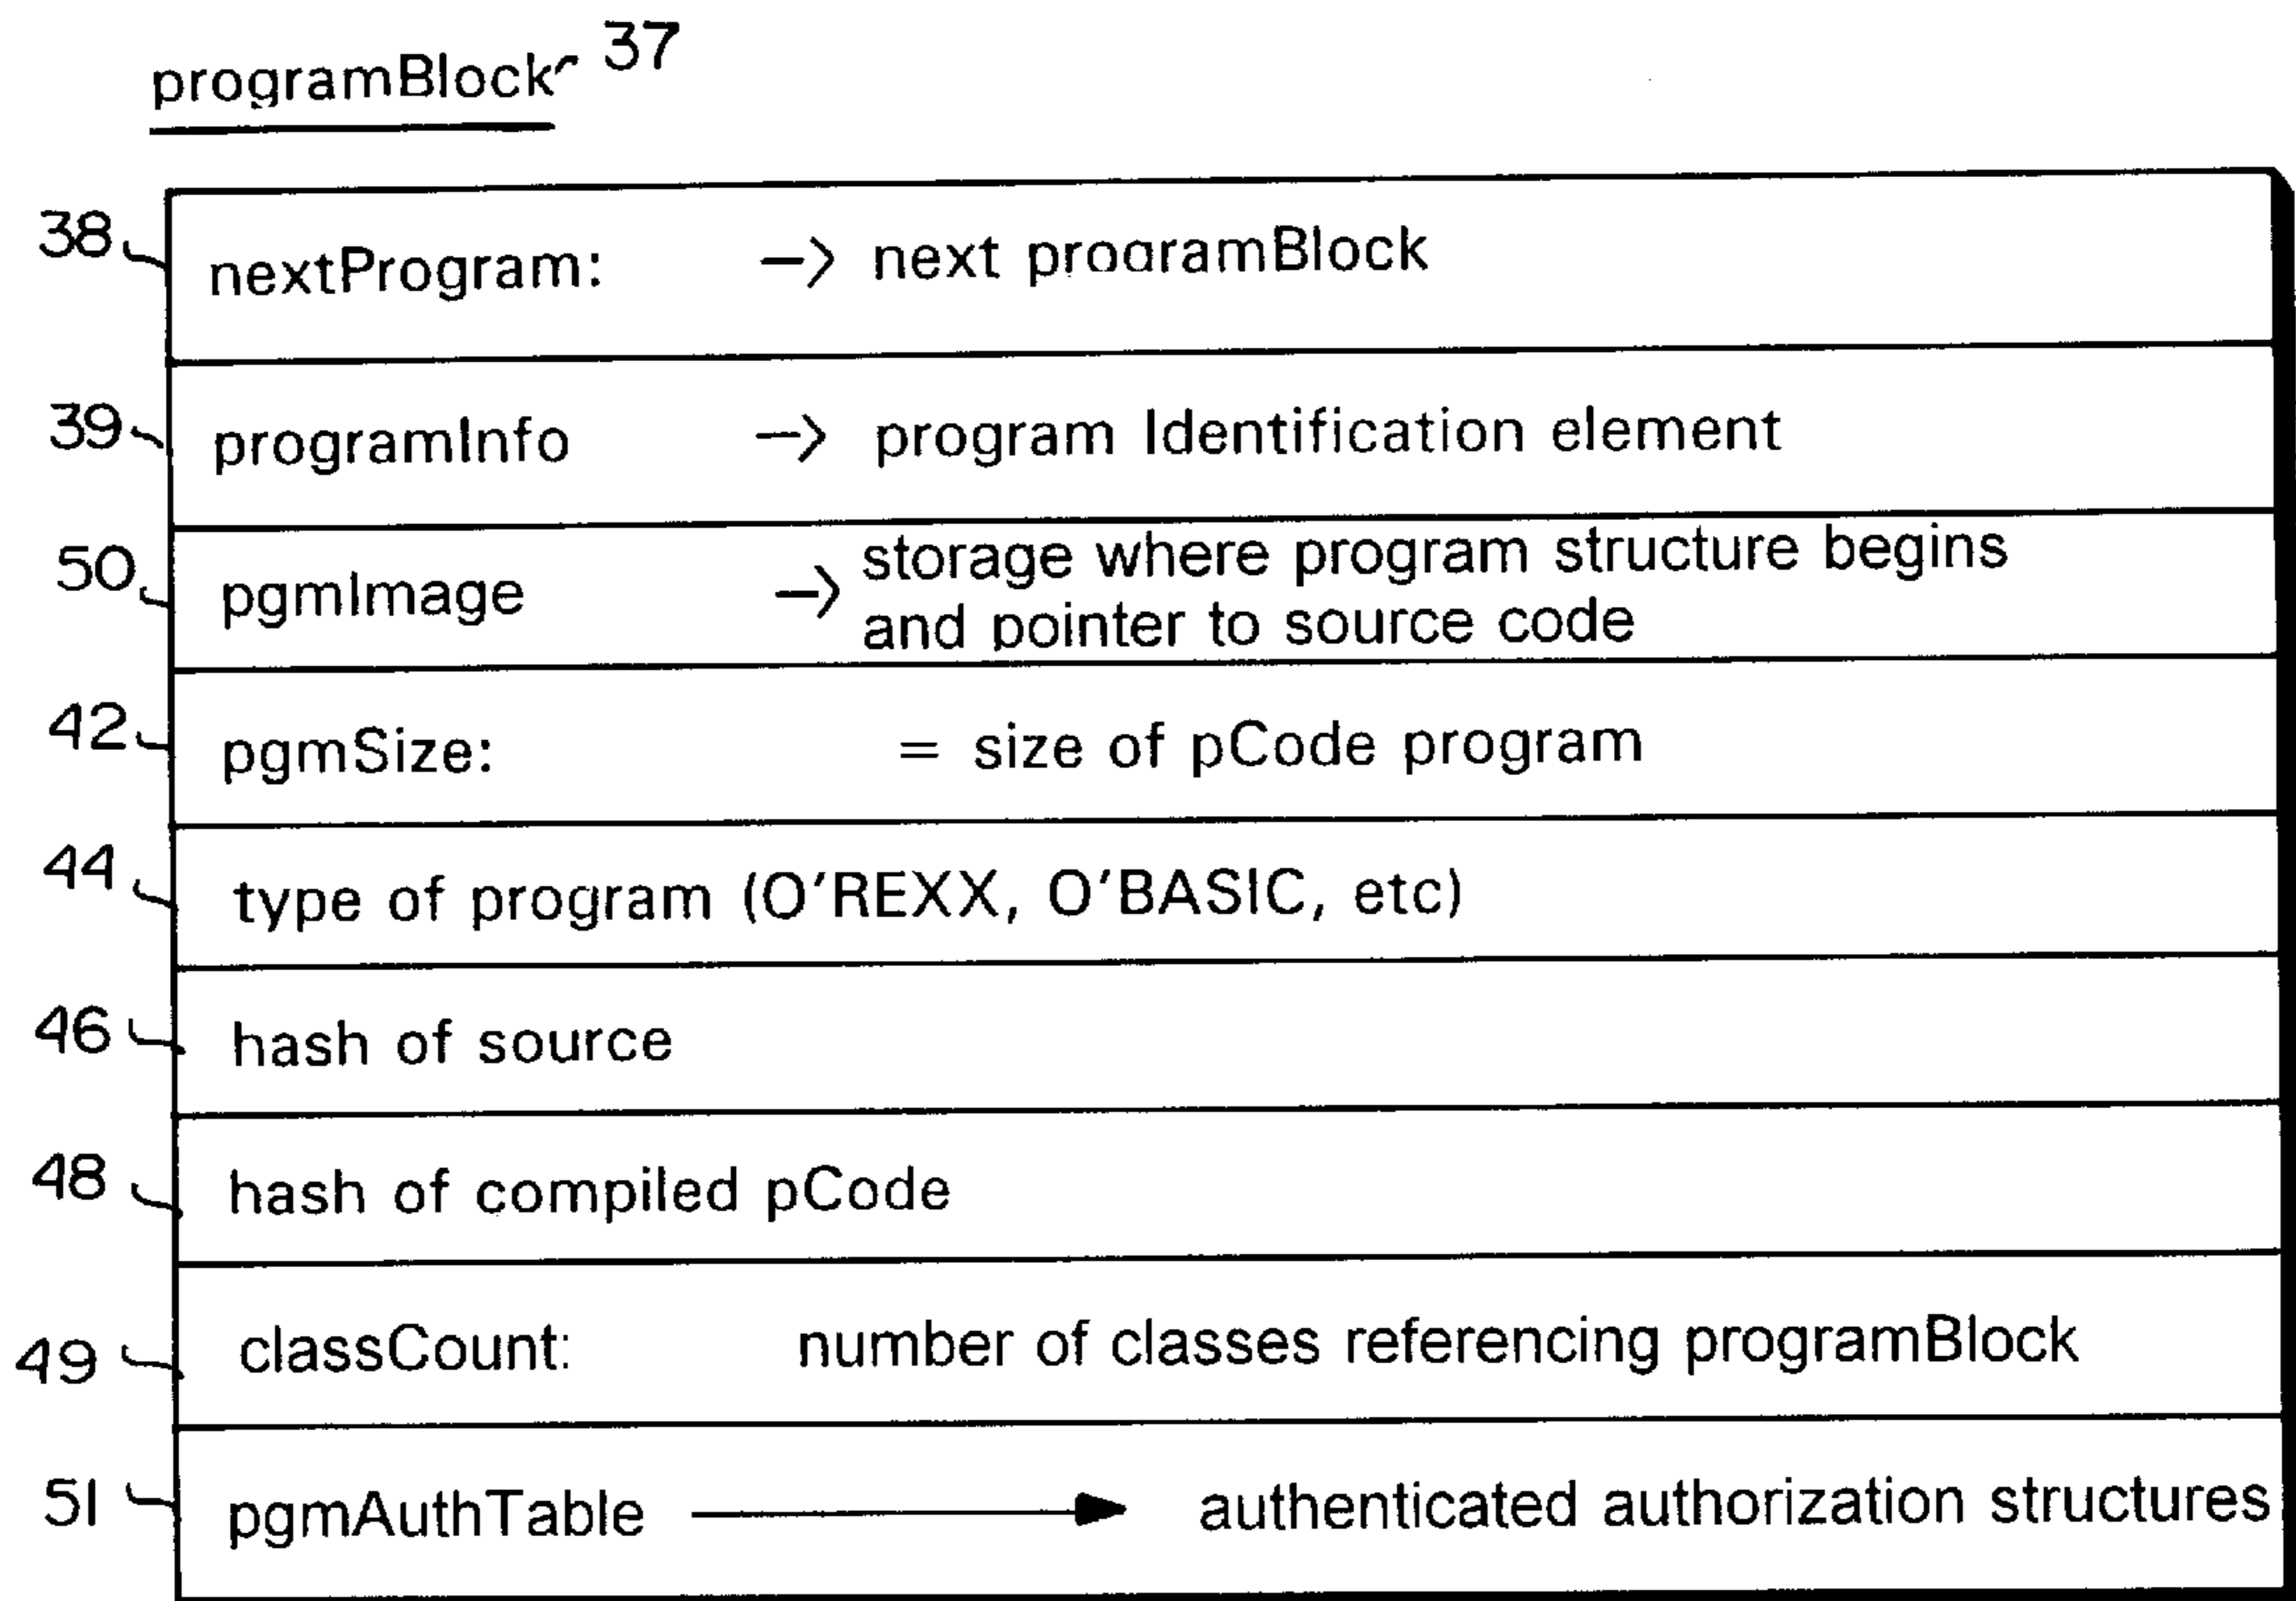 programBlock 37
38 nextProgram: -> next programBlock
39 programInfo -> program Identification element
50 pgmImage -> storage where program structure begins
and pointer to source code
42 pgmSize: = size of pCode program
44 type of program (O'REXX, O'BASIC, etc)
46 hash of source
48 hash of compiled pCode
49 classCount: number of classes referencing programBlock
51 pgmAuthTable authenticated authorization structures